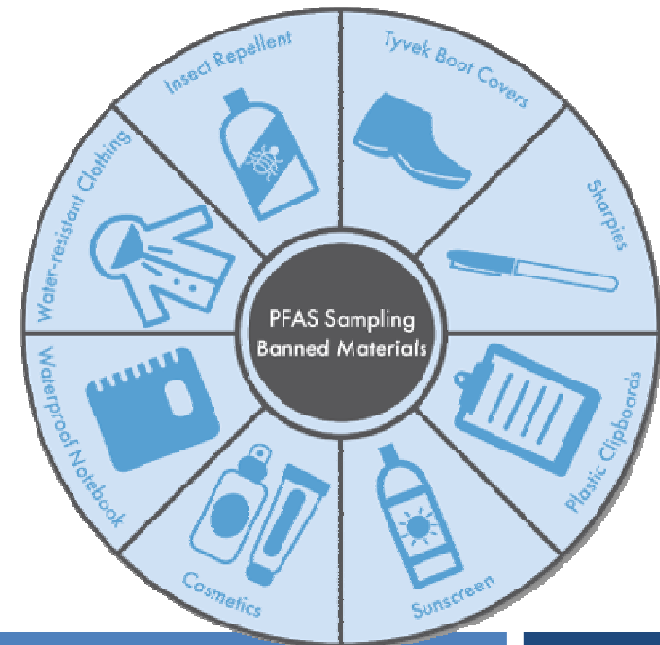 PFAS Sampling
Banned Materials
Insect Repellent
Tyvek Boot Covers
Sharpies
Plastic Clipboards
Sunscreen
Cosmetics
Waterproof Notebook
Water-resistant Clothing